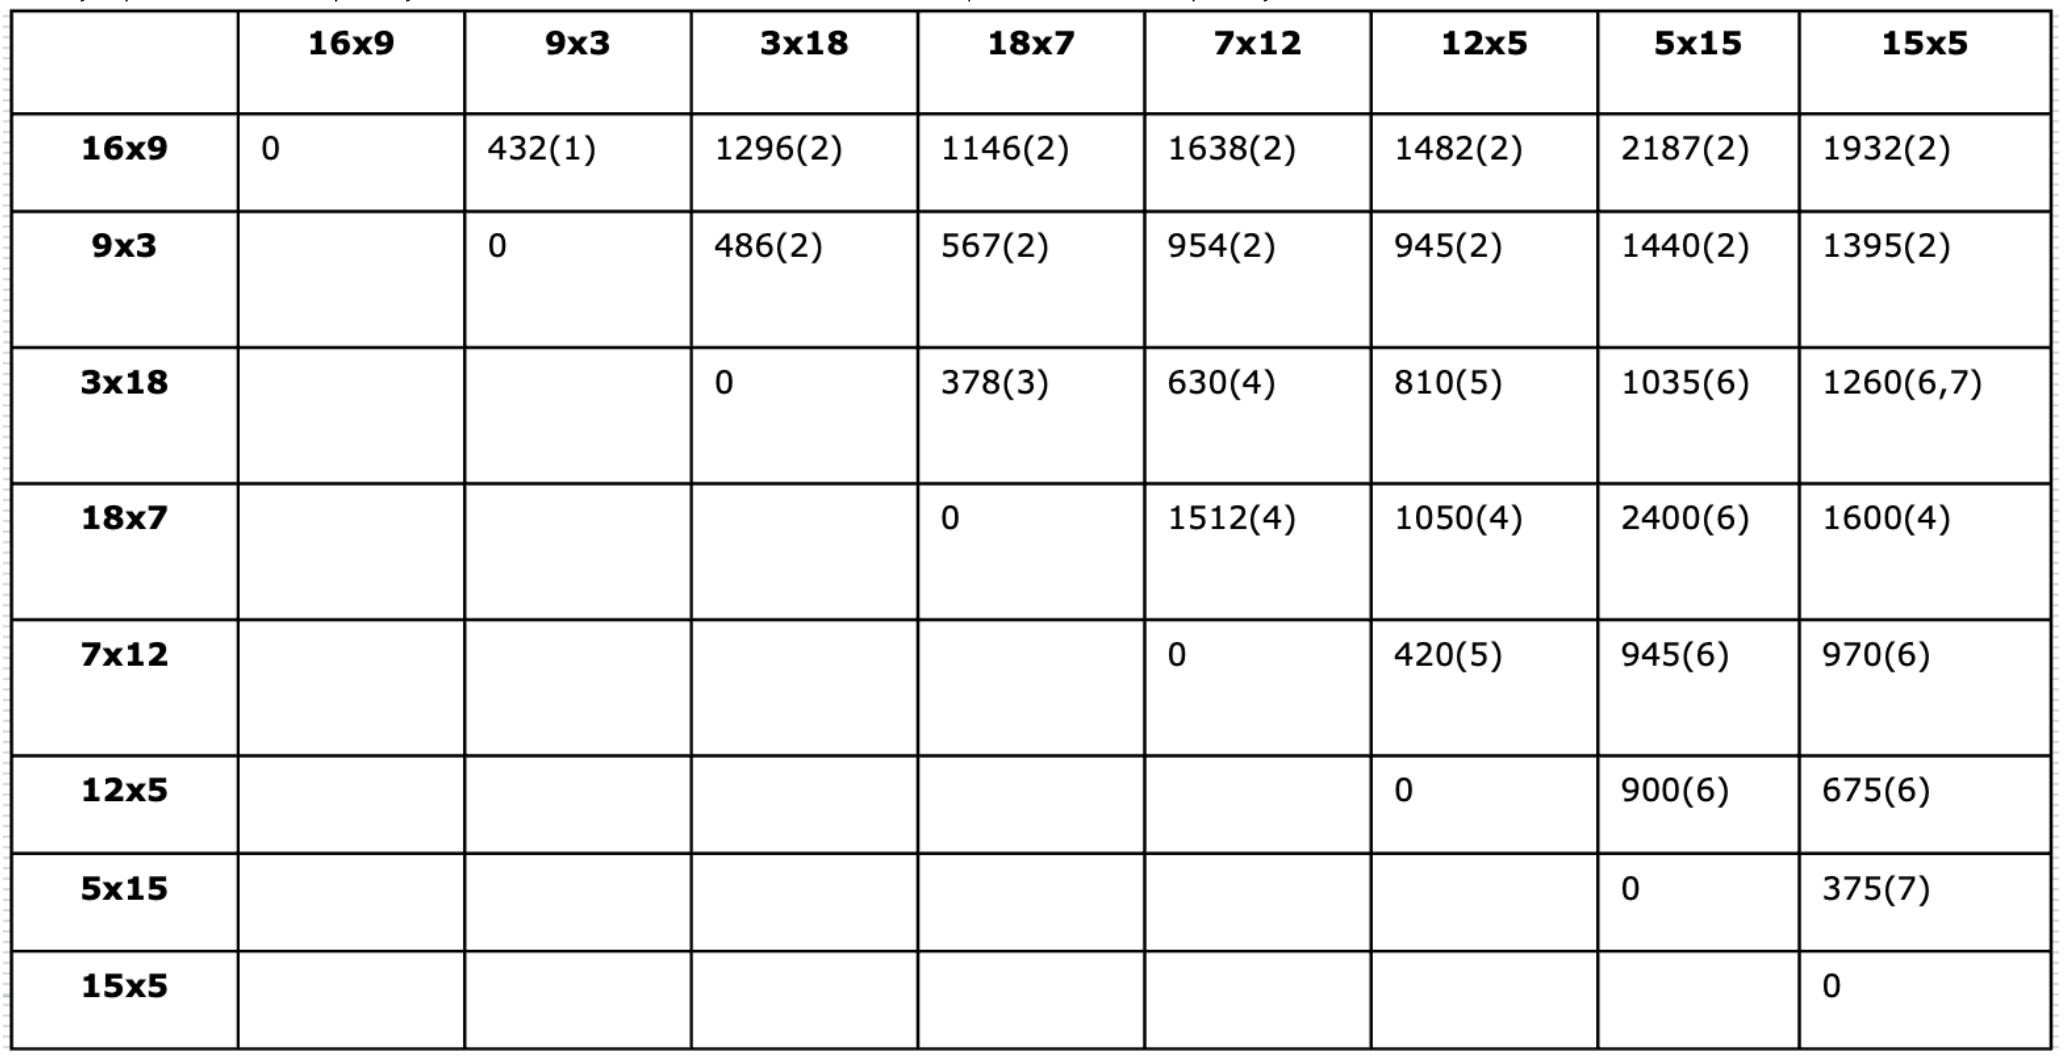 16x9 9x3 3x18 18x7 7x12 12x5 5x15 15x5
16x9 0 432(1) 1296(2) 1146(2) 1638(2) 1482(2) 2187(2) 1932(2)
9x3 0 486(2) 567(2) 954(2) 945(2) 1440(2) 1395(2)
3x18 0 378(3) 630(4) 810(5) 1035(6) 1260(6,7)
18x7 0 1512(4) 1050(4) 2400(6) 1600(4)
7x12 0 420(5) 945(6) 970(6)
12x5 0 900(6) 675(6)
5x15 0 375(7)
15x5 0